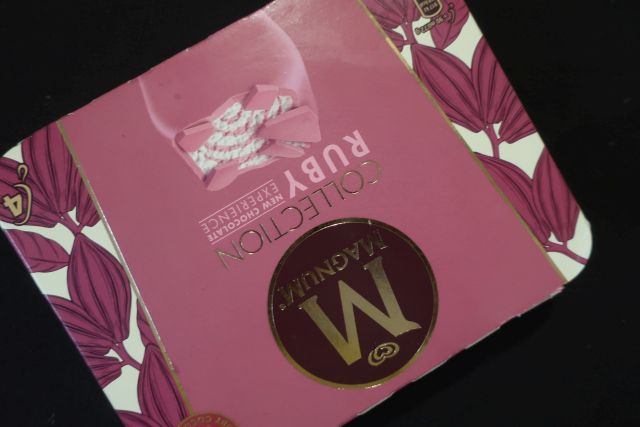 MAGNUM
COLLECTION
RUBY
NEW CHOCOLATE
EXPERIENCE
4